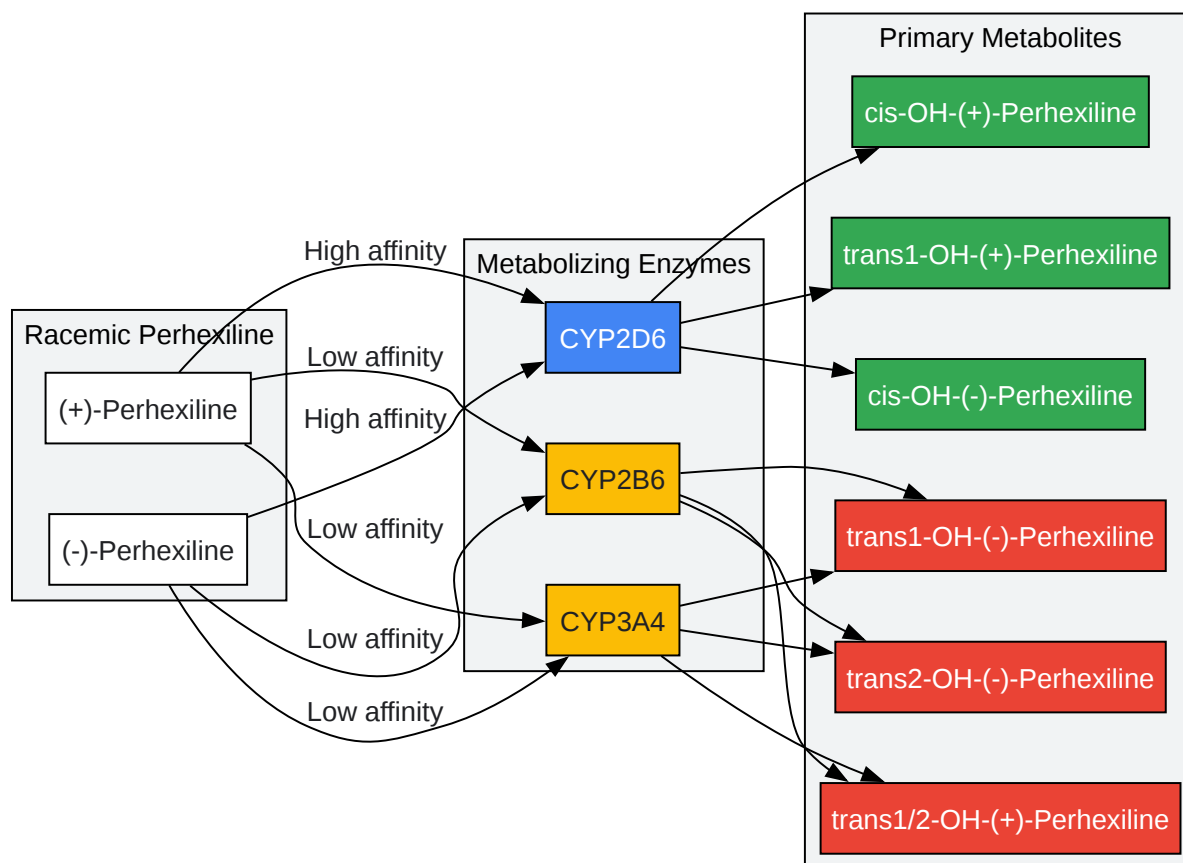 Racemic Perhexiline
(+)-Perhexiline
(-)-Perhexiline
High affinity
Low affinity
High affinity
Low affinity
Low affinity
Low affinity
Metabolizing Enzymes
CYP2D6
CYP2B6
CYP3A4
Primary Metabolites
cis-OH-(+)-Perhexiline
trans1-OH-(+)-Perhexiline
cis-OH-(-)-Perhexiline
trans1-OH-(-)-Perhexiline
trans2-OH-(-)-Perhexiline
trans1/2-OH-(+)-Perhexiline